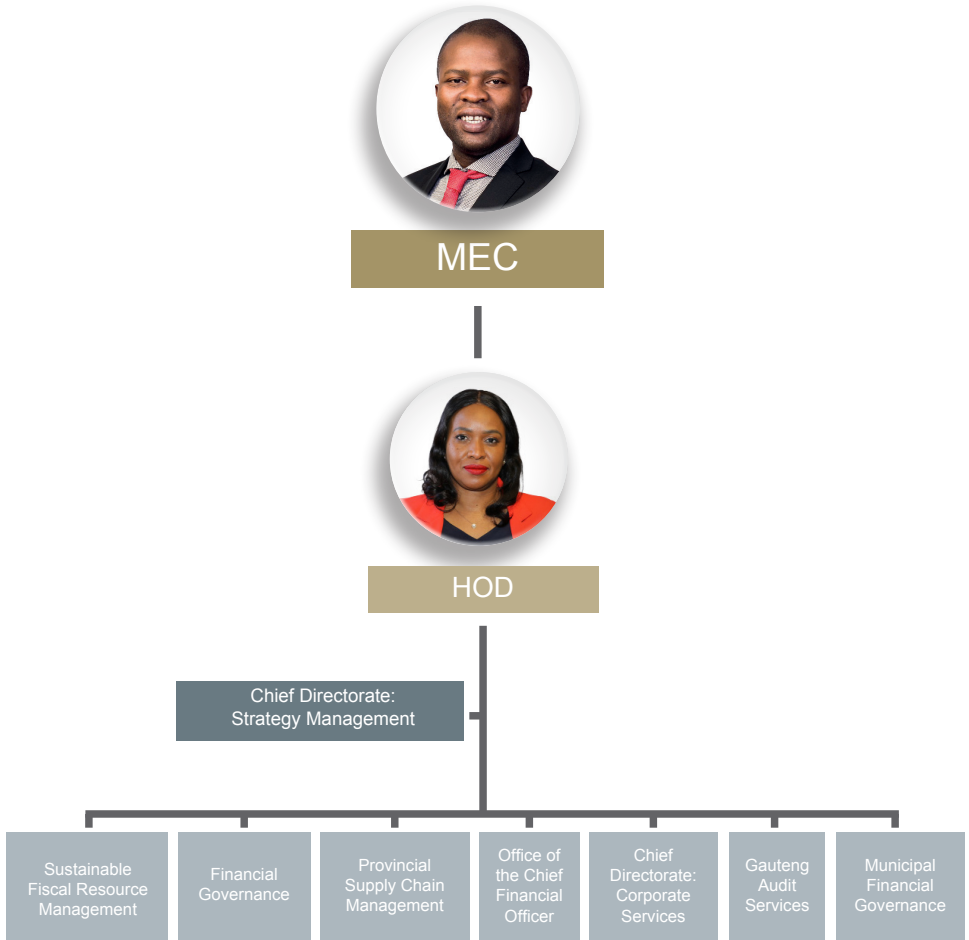 MEC
HOD
Chief Directorate:
Strategy Management
Sustainable
Fiscal Resource
Management
Financial
Governance
Provincial
Supply Chain
Management
Office of
the Chief
Financial
Officer
Chief
Directorate:
Corporate
Services
Gauteng
Audit
Services
Municipal
Financial
Governance